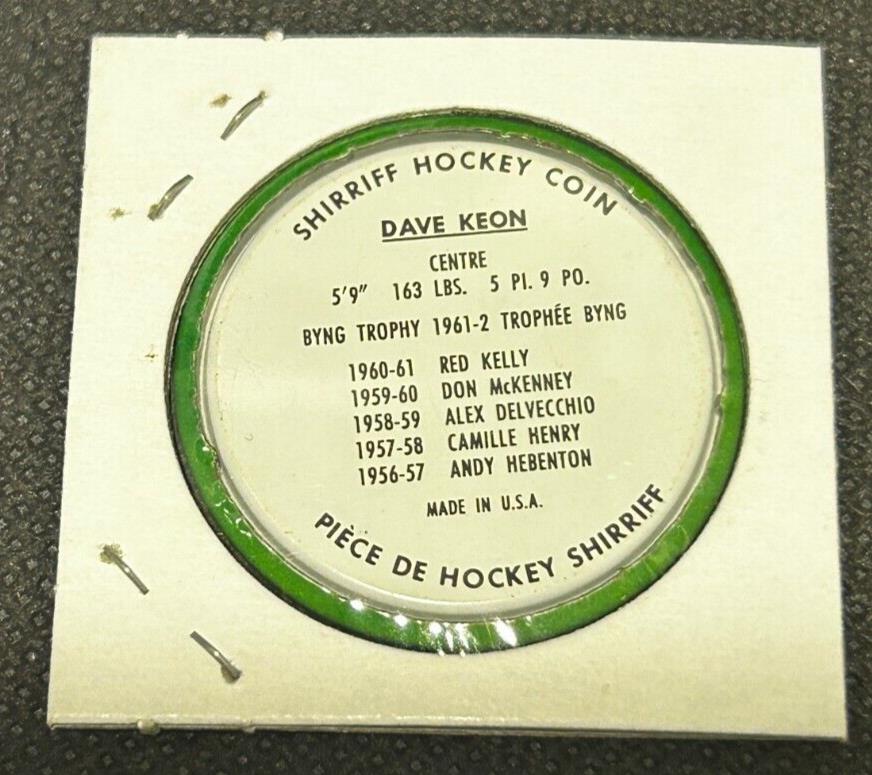 SHIRRIFF HOCKEY COIN
DAVE KEON
CENTRE
5'9" 163 LBS. 5 PI. 9 PO.
BYNG TROPHY 1961-2 TROPHÉE BYNG
1960-61 RED KELLY
1959-60 DON McKENNEY
1958-59 ALEX DELVECCHIO
1957-58 CAMILLE HENRY
1956-57 ANDY HEBENTON
MADE IN U.S.A.
PIÈCE DE HOCKEY SHIRRIFF